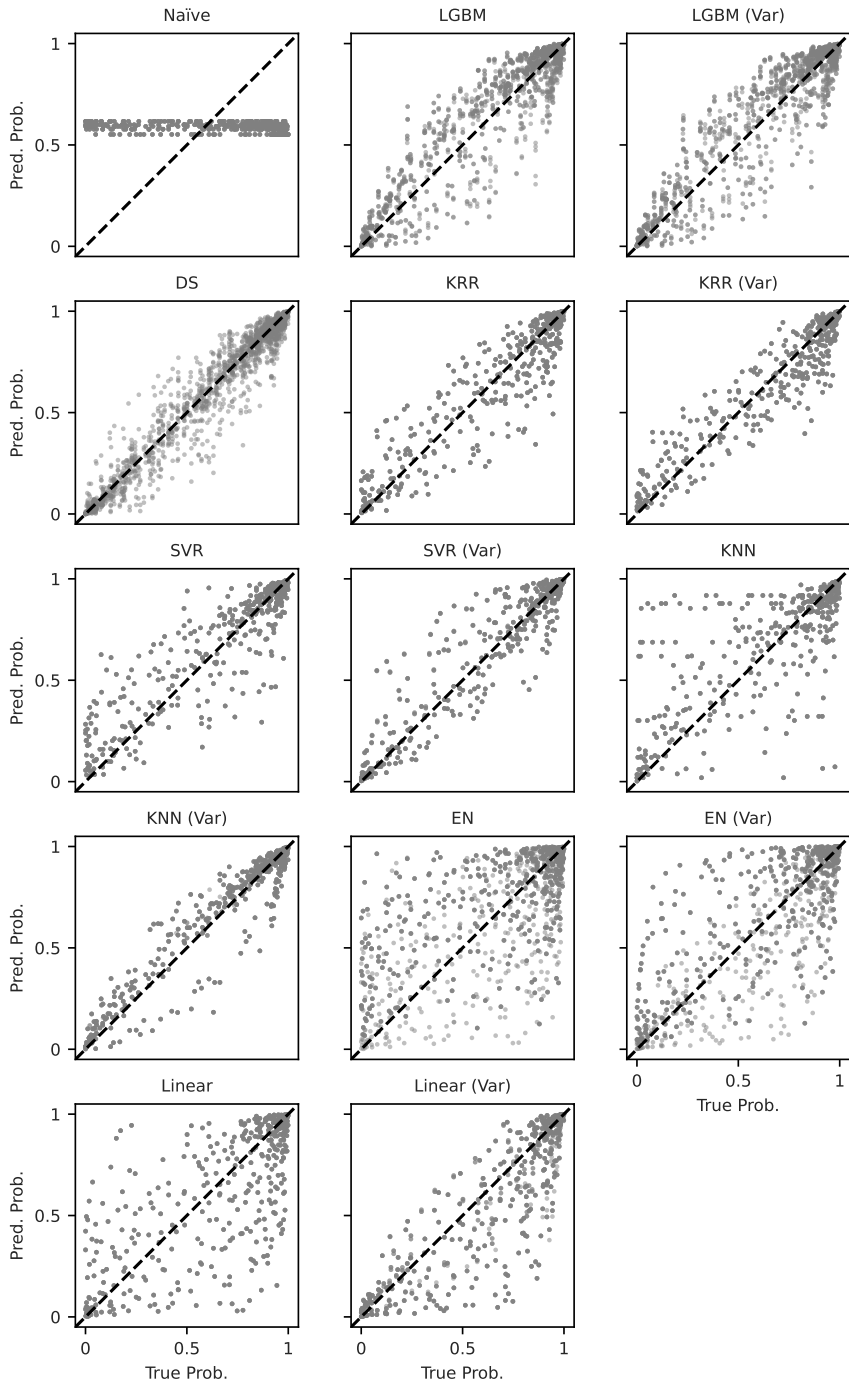 Naïve
LGBM
LGBM (Var)
1
0.5
0
Pred. Prob.
DS
KRR
KRR (Var)
1
0.5
0
Pred. Prob.
SVR
SVR (Var)
KNN
1
0.5
0
Pred. Prob.
KNN (Var)
EN
EN (Var)
1
0.5
0
Pred. Prob.
0 0.5 1
True Prob.
Linear
Linear (Var)
1
0.5
0
Pred. Prob.
0 0.5 1
True Prob.
0 0.5 1
True Prob.